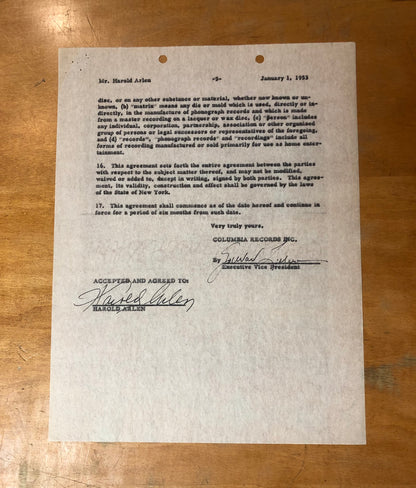 Mr. Harold Arlen -9- January 1, 1953
disc, or on any other substance or material, whether now known or un-
known, (b) "matrix" means any die or mold which is used, directly or in-
directly, in the manufacture of phonograph records and which is made
from a master recording on a lacquer or wax disc, (c) "person" includes
any individual, corporation, partnership, association or other organized
group of persons or legal successors or representatives of the foregoing,
and (d) "records", "phonograph records" and "recordings" include all
forms of recording manufactured or sold primarily for use as home enter-
tainment.
16. This agreement sets forth the entire agreement between the parties
with respect to the subject matter thereof, and may not be modified,
waived or added to, except in writing, signed by both parties. This agree-
ment, its validity, construction and effect shall be governed by the laws
of the State of New York.
17. This agreement shall commence as of the date hereof and continue in
force for a period of six months from such date.
Very truly yours,
COLUMBIA RECORDS INC.
By
Executive Vice President
ACCEPTED AND AGREED TO:
Harold Arlen
HAROLD ARLEN